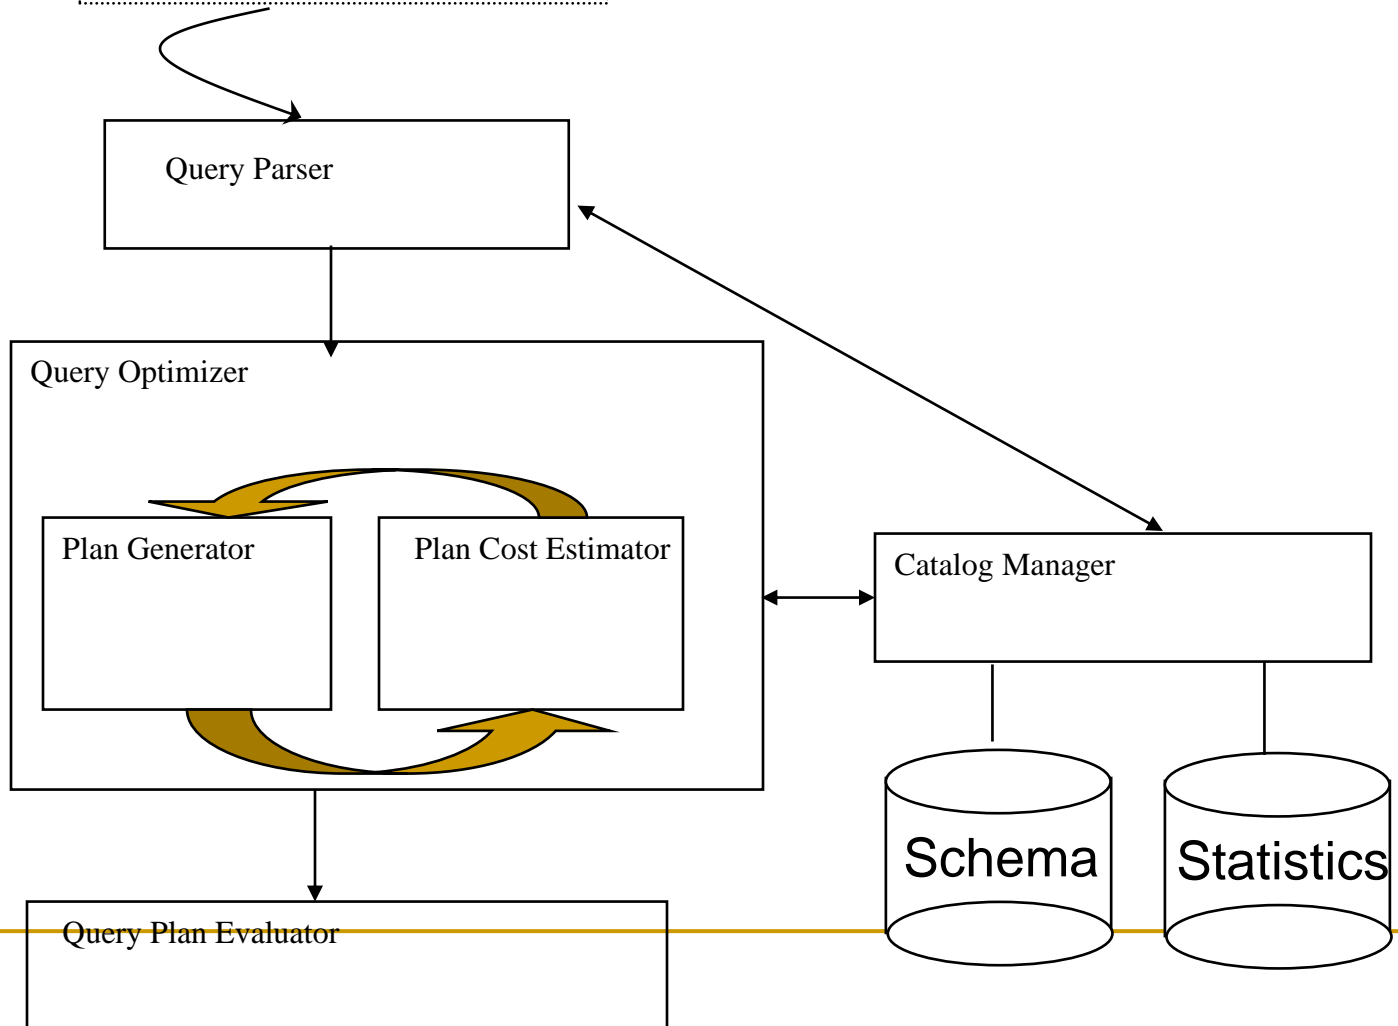 Query Parser
Query Optimizer
Plan Generator
Plan Cost Estimator
Catalog Manager
Schema
Statistics
Query Plan Evaluator